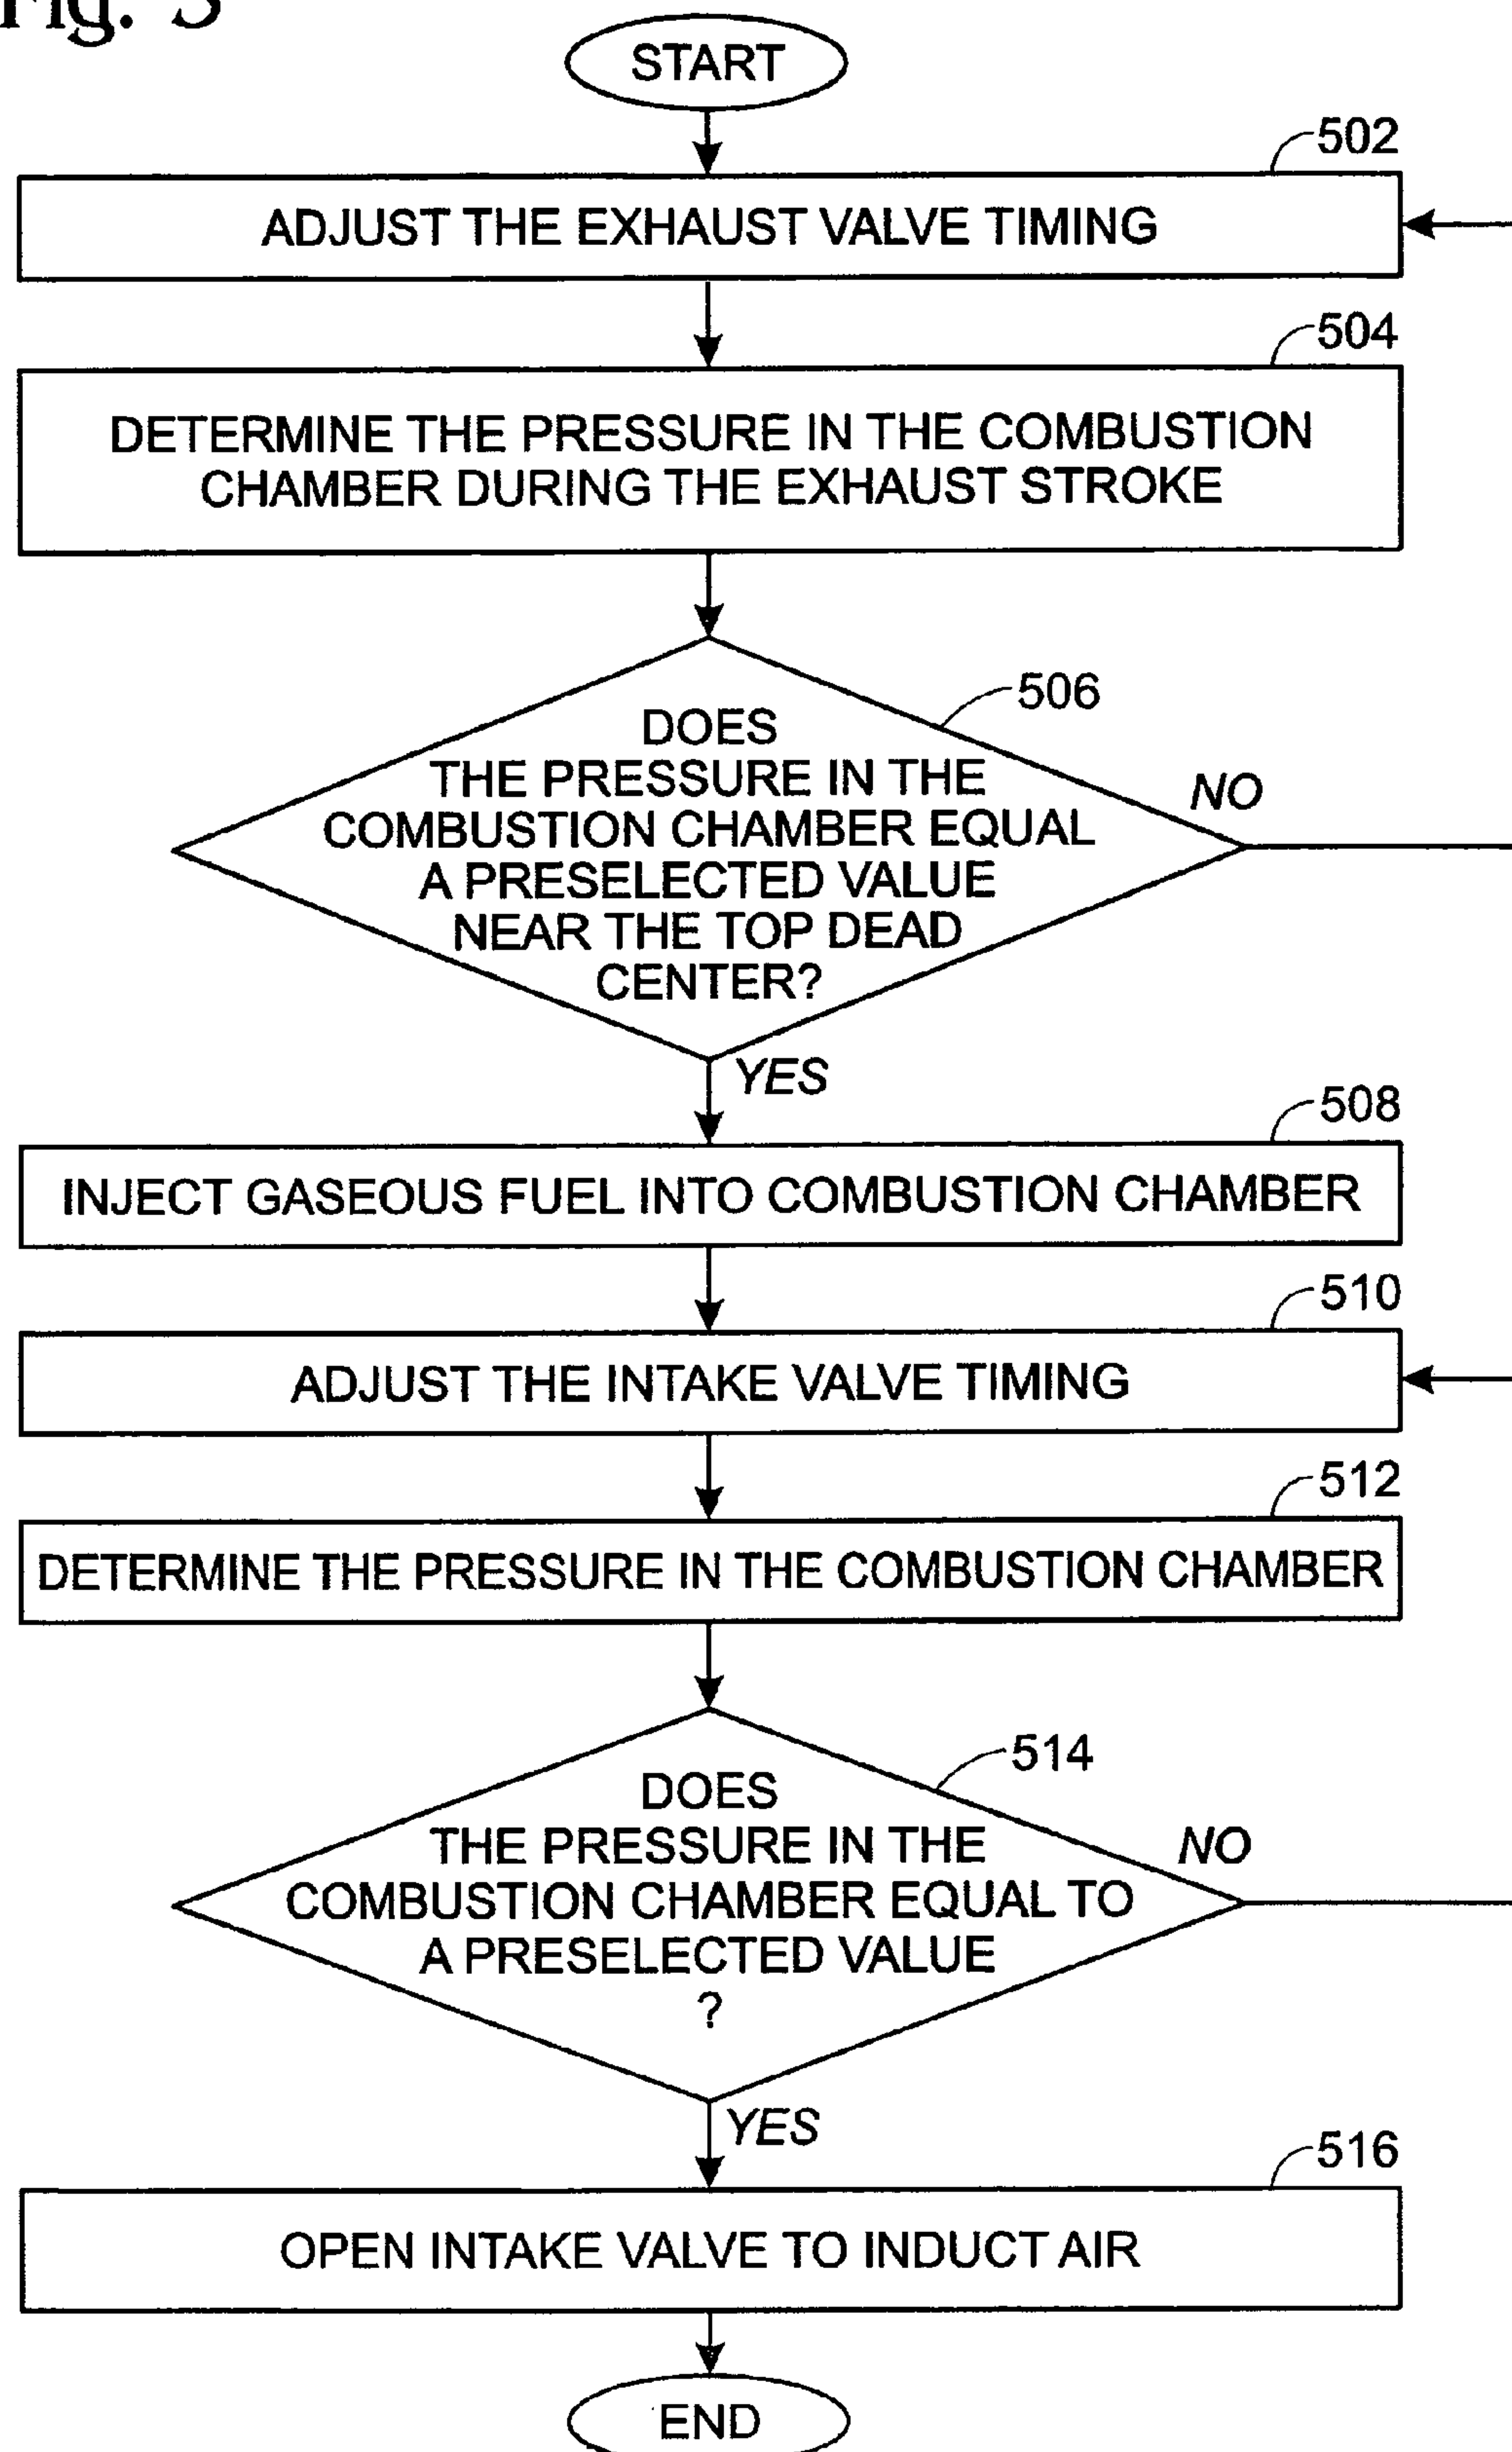 Fig. 5
START
502
ADJUST THE EXHAUST VALVE TIMING
504
DETERMINE THE PRESSURE IN THE COMBUSTION
CHAMBER DURING THE EXHAUST STROKE
506
DOES
THE PRESSURE IN THE
COMBUSTION CHAMBER EQUAL
A PRESELECTED VALUE
NEAR THE TOP DEAD
CENTER?
NO
YES
508
INJECT GASEOUS FUEL INTO COMBUSTION CHAMBER
510
ADJUST THE INTAKE VALVE TIMING
512
DETERMINE THE PRESSURE IN THE COMBUSTION CHAMBER
514
DOES
THE PRESSURE IN THE
COMBUSTION CHAMBER EQUAL TO
A PRESELECTED VALUE
?
NO
YES
516
OPEN INTAKE VALVE TO INDUCT AIR
END